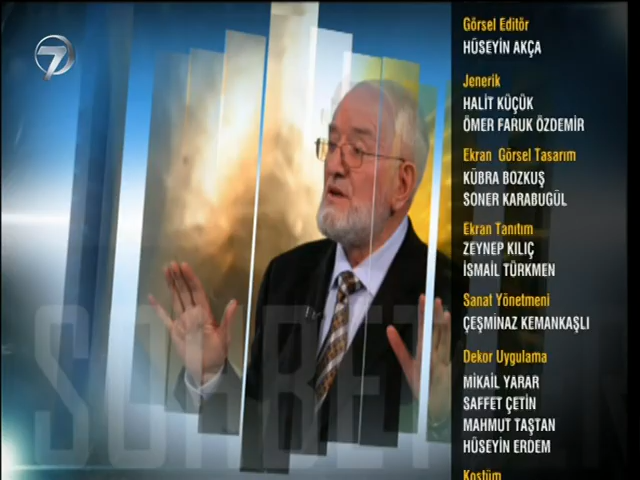 7
Görsel Editör
HÜSEYİN AKÇA
Jenerik
HALİT KÜÇÜK
ÖMER FARUK ÖZDEMİR
Ekran Görsel Tasarım
KÜBRA BOZKUŞ
SONER KARABUGÜL
Ekran Tanıtım
ZEYNEP KILIÇ
İSMAİL TÜRKMEN
Sanat Yönetmeni
ÇEŞMİNAZ KEMANKAŞLI
Dekor Uygulama
MİKAİL YARAR
SAFFET ÇETİN
MAHMUT TAŞTAN
HÜSEYİN ERDEM
Kostüm